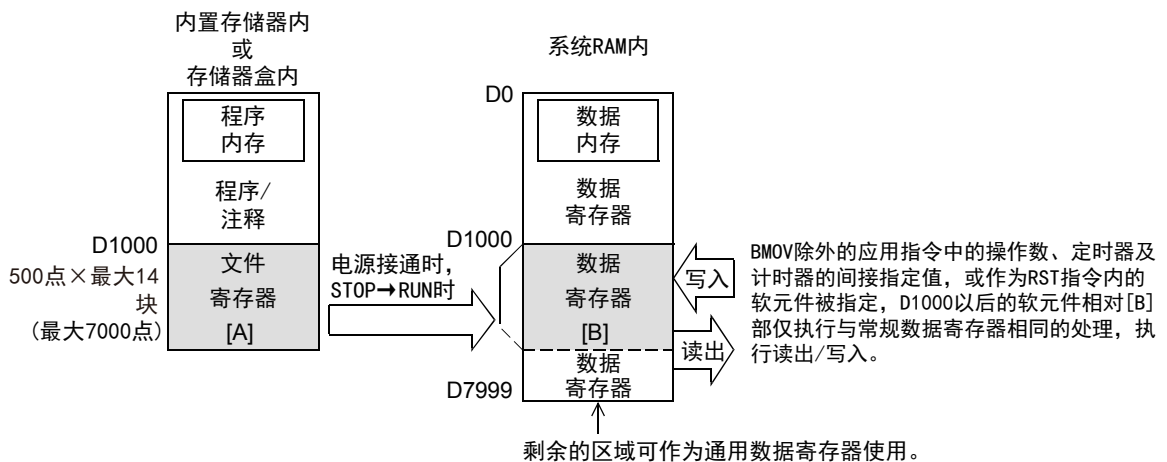 内置存储器内
或
存储器盒内
程序
内存
程序/
注释
D1000
500点×最大14
块
(最大7000点)
文件
寄存器
[A]
电源接通时，
STOP→RUN时
系统RAM内
D0
数据
内存
数据
寄存器
D1000
数据
寄存器
[B]
数据
寄存器
D7999
写入
读出
BMOV除外的应用指令中的操作数、定时器及
计时器的间接指定值，或作为RST指令内的
软元件被指定，D1000以后的软元件相对[B]
部仅执行与常规数据寄存器相同的处理，执
行读出/写入。
剩余的区域可作为通用数据寄存器使用。